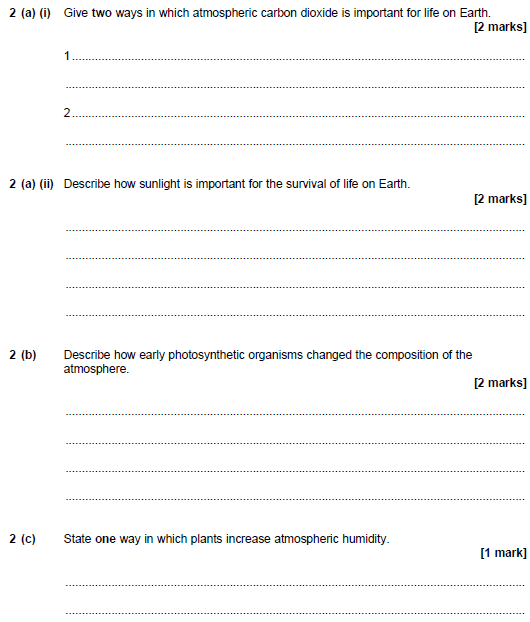 2 (a) (i) Give two ways in which atmospheric carbon dioxide is important for life on Earth.
[2 marks]
1
2
2 (a) (ii) Describe how sunlight is important for the survival of life on Earth.
[2 marks]
2 (b) Describe how early photosynthetic organisms changed the composition of the
atmosphere.
[2 marks]
2 (c) State one way in which plants increase atmospheric humidity.
[1 mark]